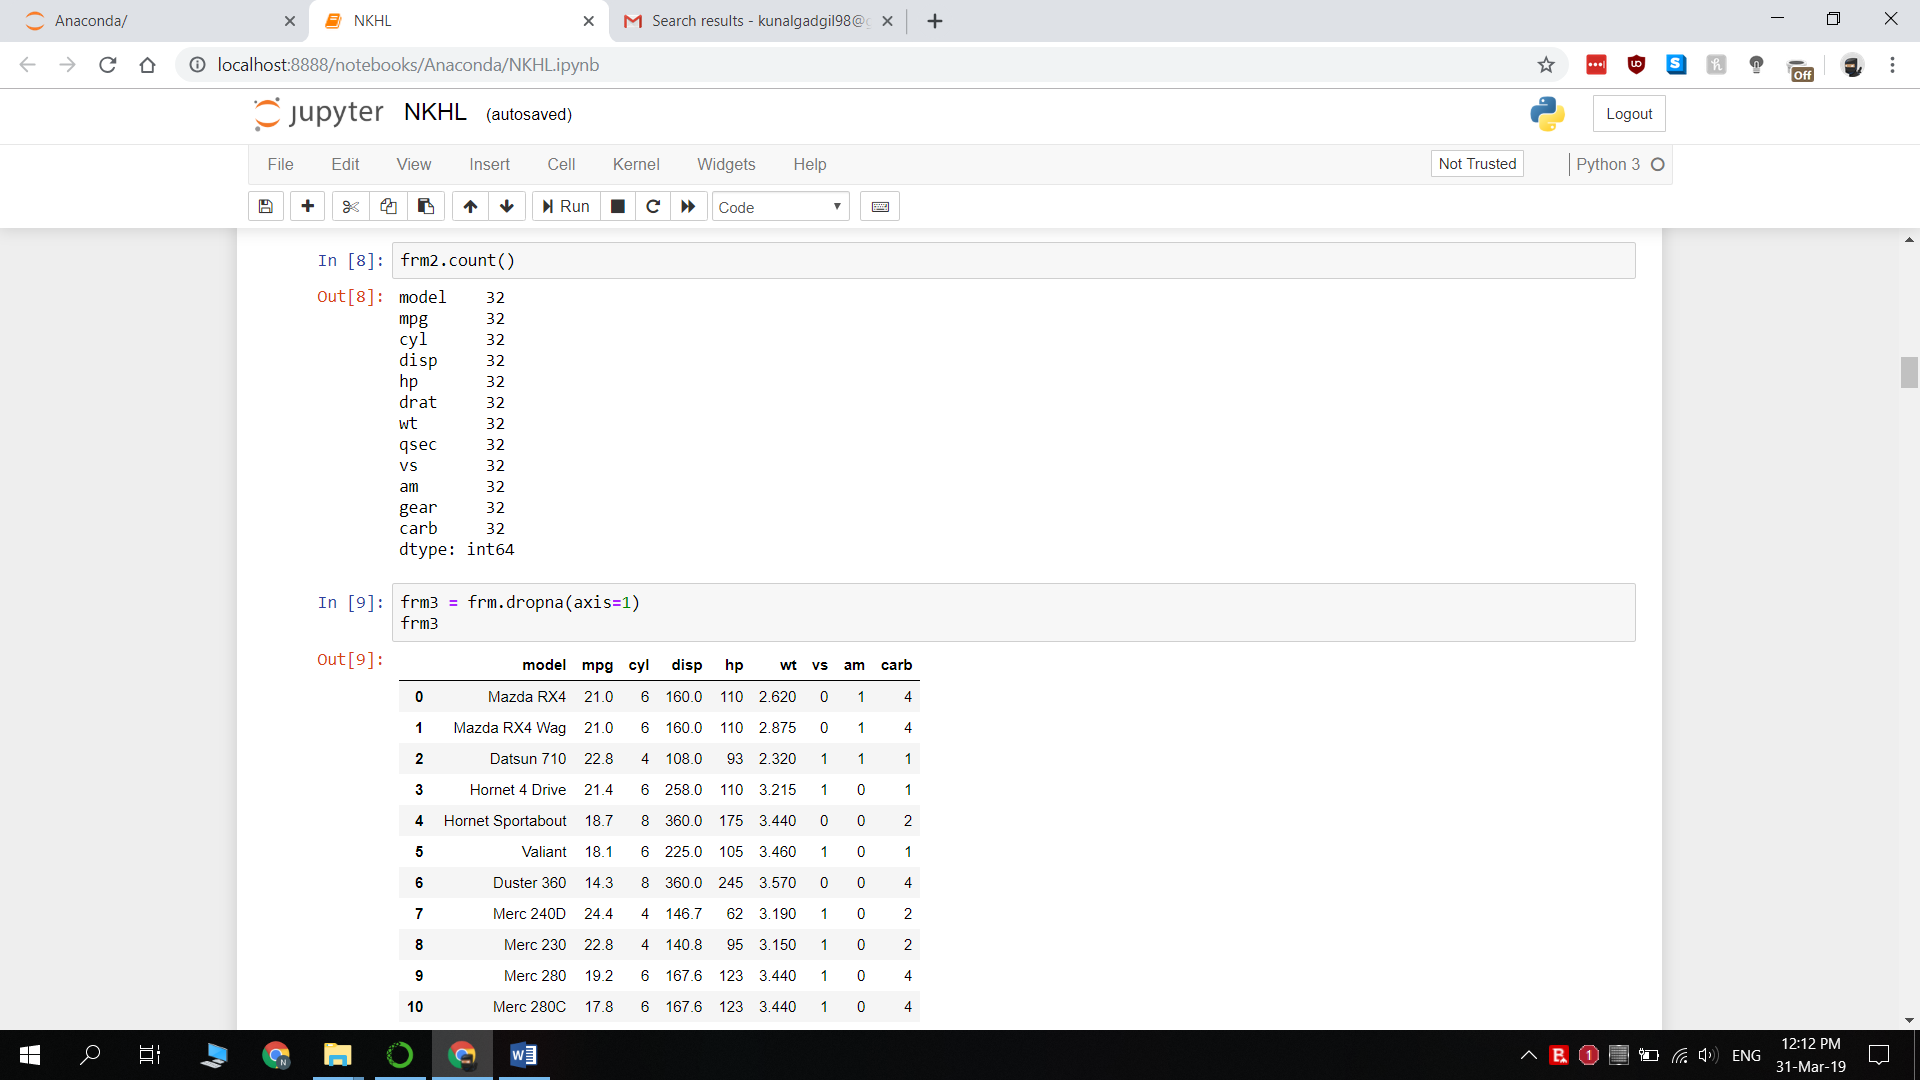 Anaconda/
NKHL
Search results - kunalgadgil98@
localhost:8888/notebooks/Anaconda/NKHL.ipynb
Off
jupyter NKHL (autosaved)
Logout
File Edit View Insert Cell Kernel Widgets Help
Not Trusted
Python 3
Run
Code
In [8]: frm2.count()
Out[8]: model 32
mpg 32
cyl 32
disp 32
hp 32
drat 32
wt 32
qsec 32
vs 32
am 32
gear 32
carb 32
dtype: int64
In [9]: frm3 = frm.dropna(axis=1)
frm3
Out[9]:
model mpg cyl disp hp wt vs am carb
0 Mazda RX4 21.0 6 160.0 110 2.620 0 1 4
1 Mazda RX4 Wag 21.0 6 160.0 110 2.875 0 1 4
2 Datsun 710 22.8 4 108.0 93 2.320 1 1 1
3 Hornet 4 Drive 21.4 6 258.0 110 3.215 1 0 1
4 Hornet Sportabout 18.7 8 360.0 175 3.440 0 0 2
5 Valiant 18.1 6 225.0 105 3.460 1 0 1
6 Duster 360 14.3 8 360.0 245 3.570 0 0 4
7 Merc 240D 24.4 4 146.7 62 3.190 1 0 2
8 Merc 230 22.8 4 140.8 95 3.150 1 0 2
9 Merc 280 19.2 6 167.6 123 3.440 1 0 4
10 Merc 280C 17.8 6 167.6 123 3.440 1 0 4
ENG
12:12 PM
31-Mar-19